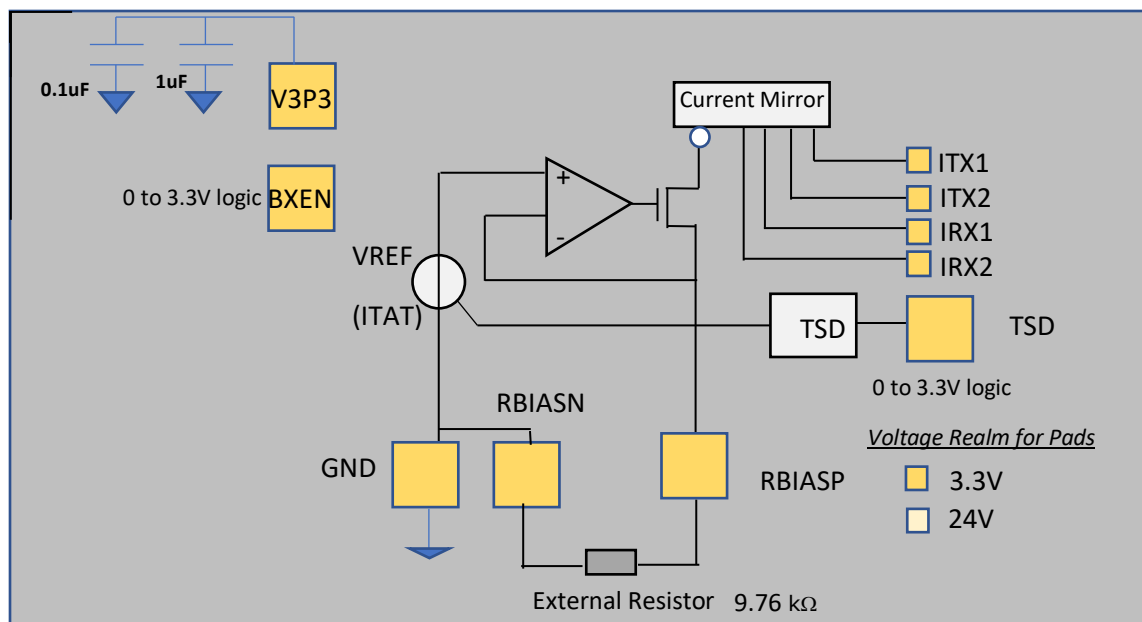 0.1uF
1uF
V3P3
0 to 3.3V logic
BXEN
Current Mirror
+
-
ITX1
ITX2
IRX1
IRX2
VREF
(ITAT)
TSD
TSD
0 to 3.3V logic
RBIASN
GND
RBIASP
Voltage Realm for Pads
3.3V
24V
External Resistor 9.76 kΩ